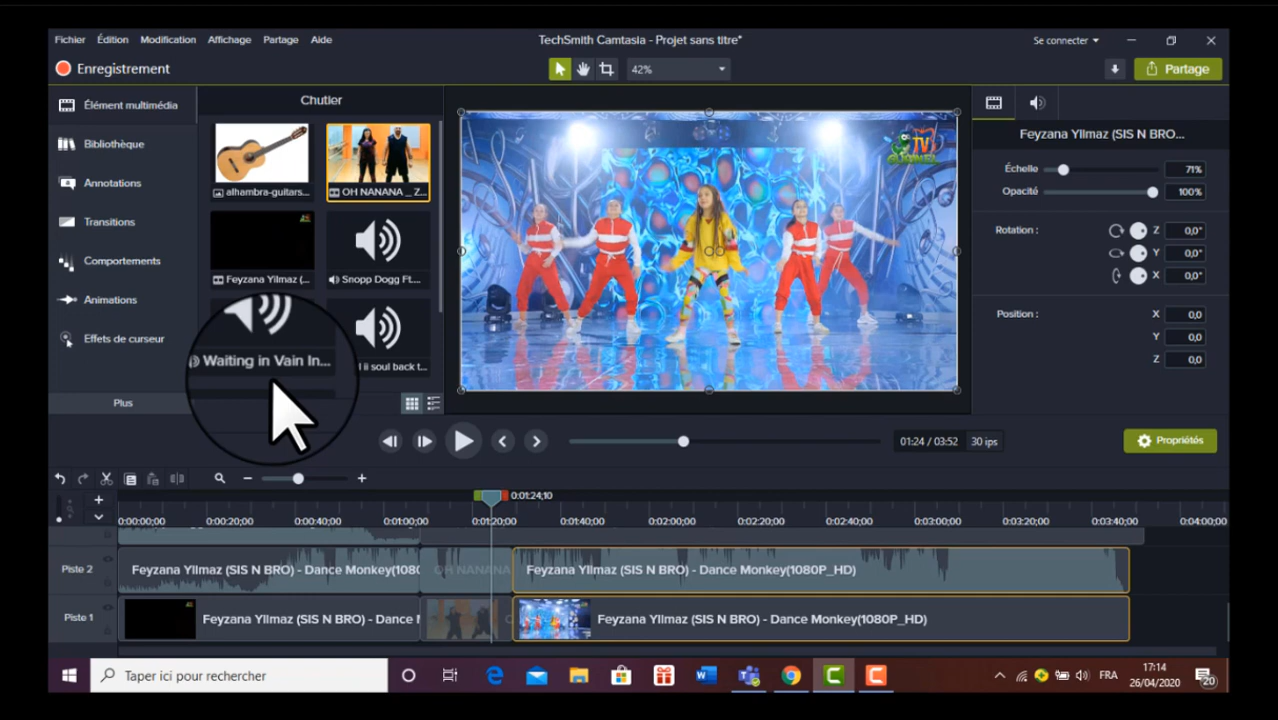 Fichier Édition Modification Affichage Partage Aide
TechSmith Camtasia - Projet sans titre*
Se connecter
Enregistrement
42%
Partage
Élément multimédia
Bibliothèque
Annotations
Transitions
Comportements
Animations
Effets de curseur
Plus
Chutier
alhambra-guitars...
OH NANANA _ Z...
Feyzana Yilmaz (...
Snopp Dogg Ft....
Waiting in Vain In...
ii soul back t...
TV
Feyzana YIlmaz (SIS N BRO...
Échelle 71%
Opacité 100%
Rotation : Z 0,0°
Y 0,0°
X 0,0°
Position : X 0,0
Y 0,0
Z 0,0
01:24 / 03:52 30 ips
Propriétés
0:01:24;10
0:00:00;00 0:00:20;00 0:00:40;00 0:01:00;00 0:01:20;00 0:01:40;00 0:02:00;00 0:02:20;00 0:02:40;00 0:03:00;00 0:03:20;00 0:03:40;00 0:04:00;00
Piste 2 Feyzana YIlmaz (SIS N BRO) - Dance Monkey(108 OH NANANA Feyzana YIlmaz (SIS N BRO) - Dance Monkey(1080P_HD)
Piste 1 Feyzana YIlmaz (SIS N BRO) - Dance Feyzana YIlmaz (SIS N BRO) - Dance Monkey(1080P_HD)
Taper ici pour rechercher
FRA
17:14
26/04/2020
20